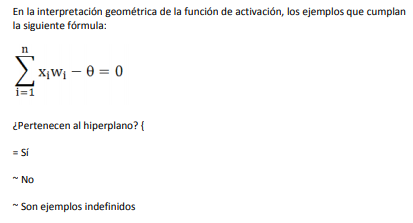 En la interpretación geométrica de la función de activación, los ejemplos que cumplan
la siguiente fórmula:
n
∑ xᵢwᵢ − θ = 0
i=1
¿Pertenecen al hiperplano? {
= Sí
~ No
~ Son ejemplos indefinidos